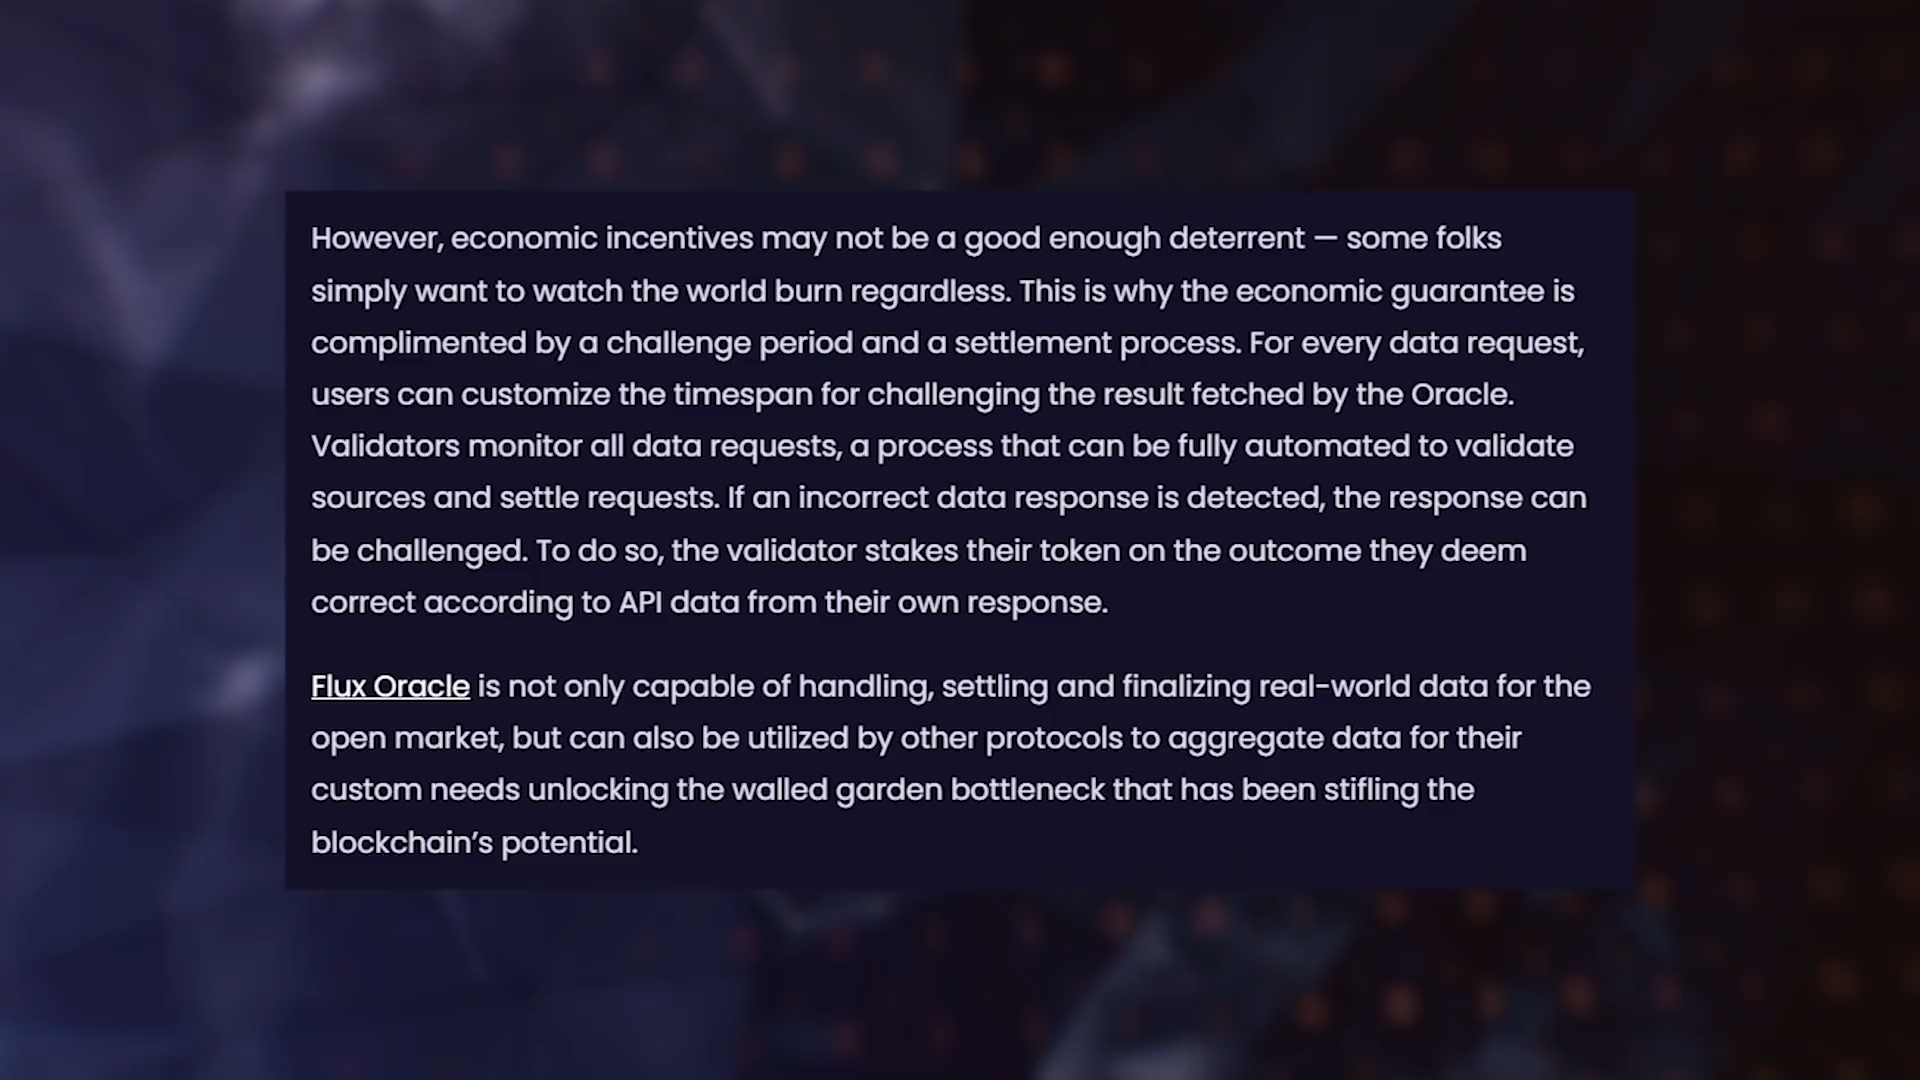 However, economic incentives may not be a good enough deterrent — some folks
simply want to watch the world burn regardless. This is why the economic guarantee is
complimented by a challenge period and a settlement process. For every data request,
users can customize the timespan for challenging the result fetched by the Oracle.
Validators monitor all data requests, a process that can be fully automated to validate
sources and settle requests. If an incorrect data response is detected, the response can
be challenged. To do so, the validator stakes their token on the outcome they deem
correct according to API data from their own response.
Flux Oracle is not only capable of handling, settling and finalizing real-world data for the
open market, but can also be utilized by other protocols to aggregate data for their
custom needs unlocking the walled garden bottleneck that has been stifling the
blockchain’s potential.